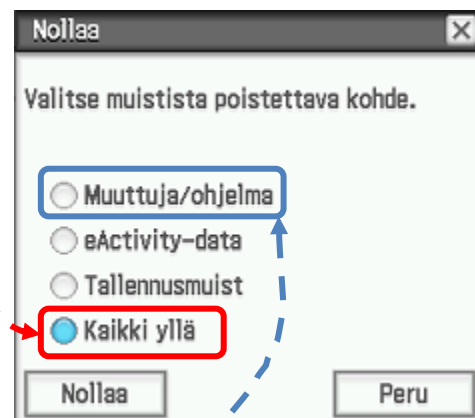 Nollaa
Valitse muistista poistettava kohde.
Muuttuja/ohjelma
eActivity-data
Tallennusmuist
Kaikki yllä
Nollaa Peru